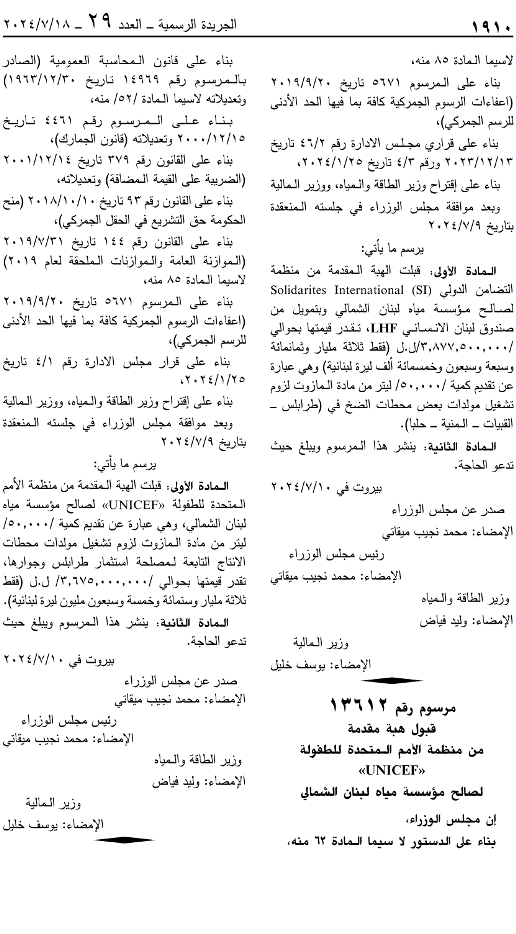 ١٩١٠
الجريدة الرسمية – العدد ٢٩ – ٢٠٢٤/٧/١٨
لاسيما المادة ٨٥ منه،
بناء على المرسوم ٥٦٧١ تاريخ ٢٠١٩/٩/٢٠
(اعفاءات الرسوم الجمركية كافة بما فيها الحد الأدنى
للرسم الجمركي)،
بناء على قراري مجلس الادارة رقم ٤٦/٢ تاريخ
٢٠٢٣/١٢/١٣ ورقم ٤/٣ تاريخ ٢٠٢٤/١/٢٥،
بناء على إقتراح وزير الطاقة والمياه، ووزير المالية
وبعد موافقة مجلس الوزراء في جلسته المنعقدة
بتاريخ ٢٠٢٤/٧/٩
يرسم ما يأتي:
المادة الأولى: قبلت الهبة المقدمة من منظمة
التضامن الدولي Solidarites International (SI)
لصالح مؤسسة مياه لبنان الشمالي وبتمويل من
صندوق لبنان الانساني LHF، تقدر قيمتها بحوالي
/٣,٨٧٧,٥٠٠,٠٠٠/ل.ل (فقط ثلاثة مليار وثمانمائة
وسبعة وسبعون وخمسمائة ألف ليرة لبنانية) وهي عبارة
عن تقديم كمية /٥٠,٠٠٠/ ليتر من مادة المازوت لزوم
تشغيل مولدات بعض محطات الضخ في (طرابلس –
القبيات – المنية – حلبا).
المادة الثانية: ينشر هذا المرسوم ويبلغ حيث
تدعو الحاجة.
بيروت في ٢٠٢٤/٧/١٠
صدر عن مجلس الوزراء
الإمضاء: محمد نجيب ميقاتي
رئيس مجلس الوزراء
الإمضاء: محمد نجيب ميقاتي
وزير الطاقة والمياه
الإمضاء: وليد فياض
وزير المالية
الإمضاء: يوسف خليل
مرسوم رقم ١٣٦١٢
قبول هبة مقدمة
من منظمة الأمم المتحدة للطفولة
«UNICEF»
لصالح مؤسسة مياه لبنان الشمالي
إن مجلس الوزراء،
بناء على الدستور لا سيما المادة ٦٢ منه،
بناء على قانون المحاسبة العمومية (الصادر
بالمرسوم رقم ١٤٩٦٩ تاريخ ١٩٦٣/١٢/٣٠)
وتعديلاته لاسيما المادة /٥٢/ منه،
بناء على المرسوم رقم ٤٤٦١ تاريخ
٢٠٠٠/١٢/١٥ وتعديلاته (قانون الجمارك)،
بناء على القانون رقم ٣٧٩ تاريخ ٢٠٠١/١٢/١٤
(الضريبة على القيمة المضافة) وتعديلاته،
بناء على القانون رقم ٩٣ تاريخ ٢٠١٨/١٠/١٠ (منح
الحكومة حق التشريع في الحقل الجمركي)،
بناء على القانون رقم ١٤٤ تاريخ ٢٠١٩/٧/٣١
(الموازنة العامة والموازنات الملحقة لعام ٢٠١٩)
لاسيما المادة ٨٥ منه،
بناء على المرسوم ٥٦٧١ تاريخ ٢٠١٩/٩/٢٠
(اعفاءات الرسوم الجمركية كافة بما فيها الحد الأدنى
للرسم الجمركي)،
بناء على قرار مجلس الادارة رقم ٤/١ تاريخ
٢٠٢٤/١/٢٥،
بناء على إقتراح وزير الطاقة والمياه، ووزير المالية
وبعد موافقة مجلس الوزراء في جلسته المنعقدة
بتاريخ ٢٠٢٤/٧/٩
يرسم ما يأتي:
المادة الأولى: قبلت الهبة المقدمة من منظمة الأمم
المتحدة للطفولة «UNICEF» لصالح مؤسسة مياه
لبنان الشمالي، وهي عبارة عن تقديم كمية /٥٠,٠٠٠/
ليتر من مادة المازوت لزوم تشغيل مولدات محطات
الانتاج التابعة لمصلحة استثمار طرابلس وجوارها،
تقدر قيمتها بحوالي /٣,٦٧٥,٠٠٠,٠٠٠/ ل.ل (فقط
ثلاثة مليار وستمائة وخمسة وسبعون مليون ليرة لبنانية).
المادة الثانية: ينشر هذا المرسوم ويبلغ حيث
تدعو الحاجة.
بيروت في ٢٠٢٤/٧/١٠
صدر عن مجلس الوزراء
الإمضاء: محمد نجيب ميقاتي
رئيس مجلس الوزراء
الإمضاء: محمد نجيب ميقاتي
وزير الطاقة والمياه
الإمضاء: وليد فياض
وزير المالية
الإمضاء: يوسف خليل